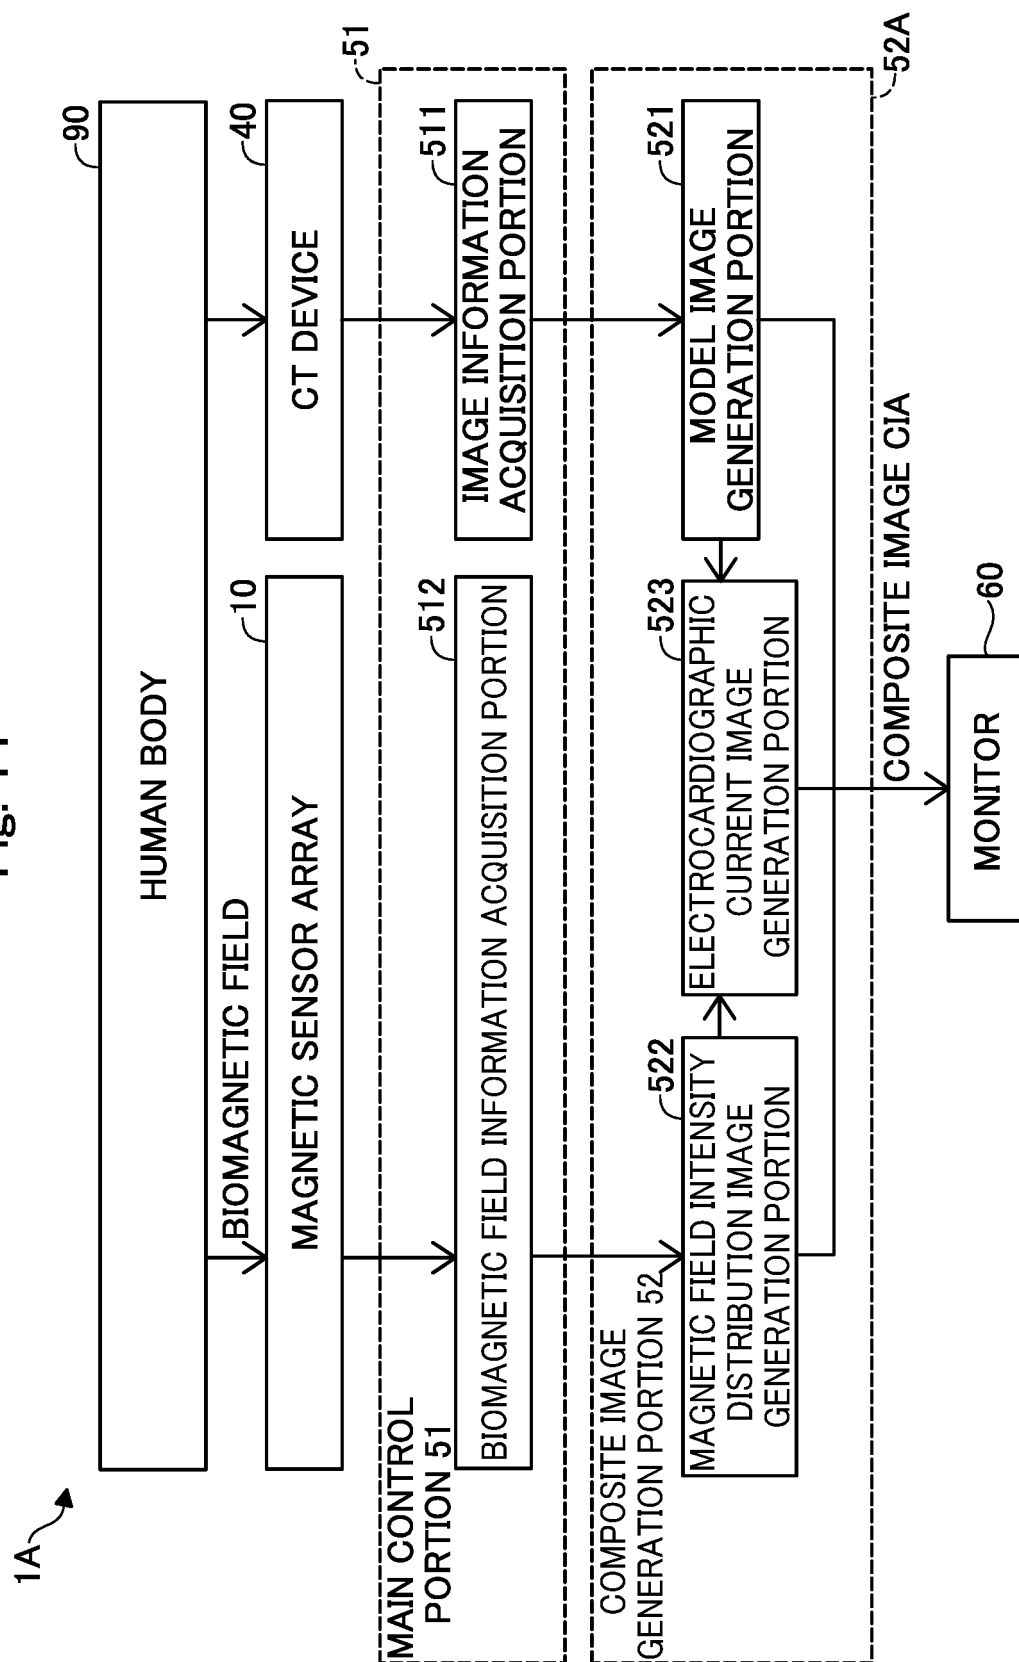 1A
90
HUMAN BODY
BIOMAGNETIC FIELD
10
MAGNETIC SENSOR ARRAY
40
CT DEVICE
51
MAIN CONTROL
PORTION 51
512
BIOMAGNETIC FIELD INFORMATION ACQUISITION PORTION
511
IMAGE INFORMATION
ACQUISITION PORTION
COMPOSITE IMAGE
GENERATION PORTION 52
522
MAGNETIC FIELD INTENSITY
DISTRIBUTION IMAGE
GENERATION PORTION
523
ELECTROCARDIOGRAPHIC
CURRENT IMAGE
GENERATION PORTION
521
MODEL IMAGE
GENERATION PORTION
52A
COMPOSITE IMAGE CIA
60
MONITOR